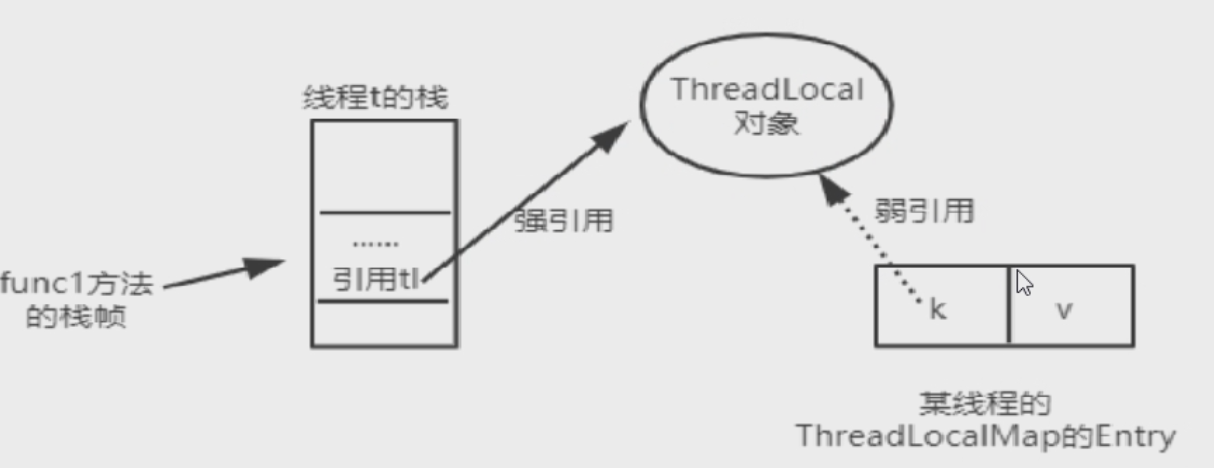 线程t的栈
ThreadLocal
对象
强引用
弱引用
......
引用tl
func1方法
的栈帧
k
v
某线程的
ThreadLocalMap的Entry